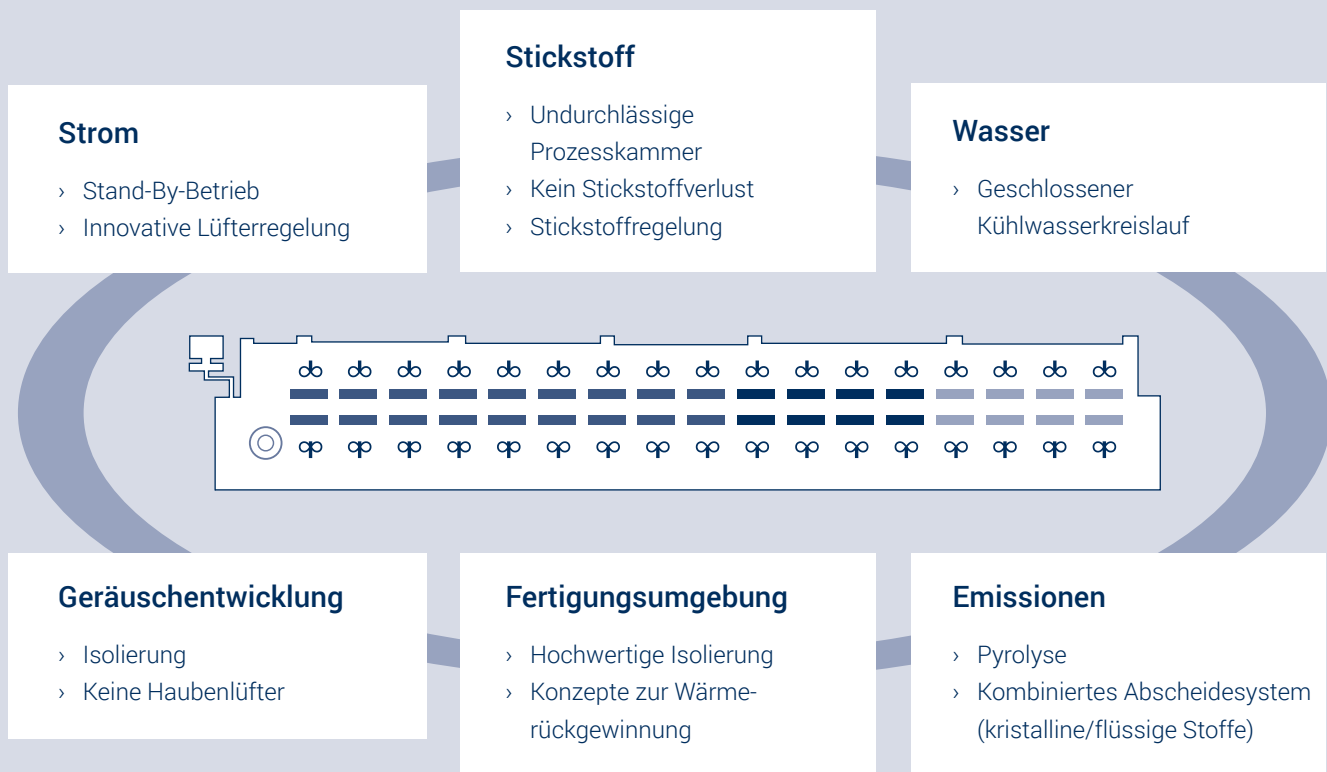 Strom
› Stand-By-Betrieb
› Innovative Lüfterregelung
Stickstoff
› Undurchlässige
Prozesskammer
› Kein Stickstoffverlust
› Stickstoffregelung
Wasser
› Geschlossener
Kühlwasserkreislauf
Geräuschentwicklung
› Isolierung
› Keine Haubenlüfter
Fertigungsumgebung
› Hochwertige Isolierung
› Konzepte zur Wärme-
rückgewinnung
Emissionen
› Pyrolyse
› Kombiniertes Abscheidesystem
(kristalline/flüssige Stoffe)